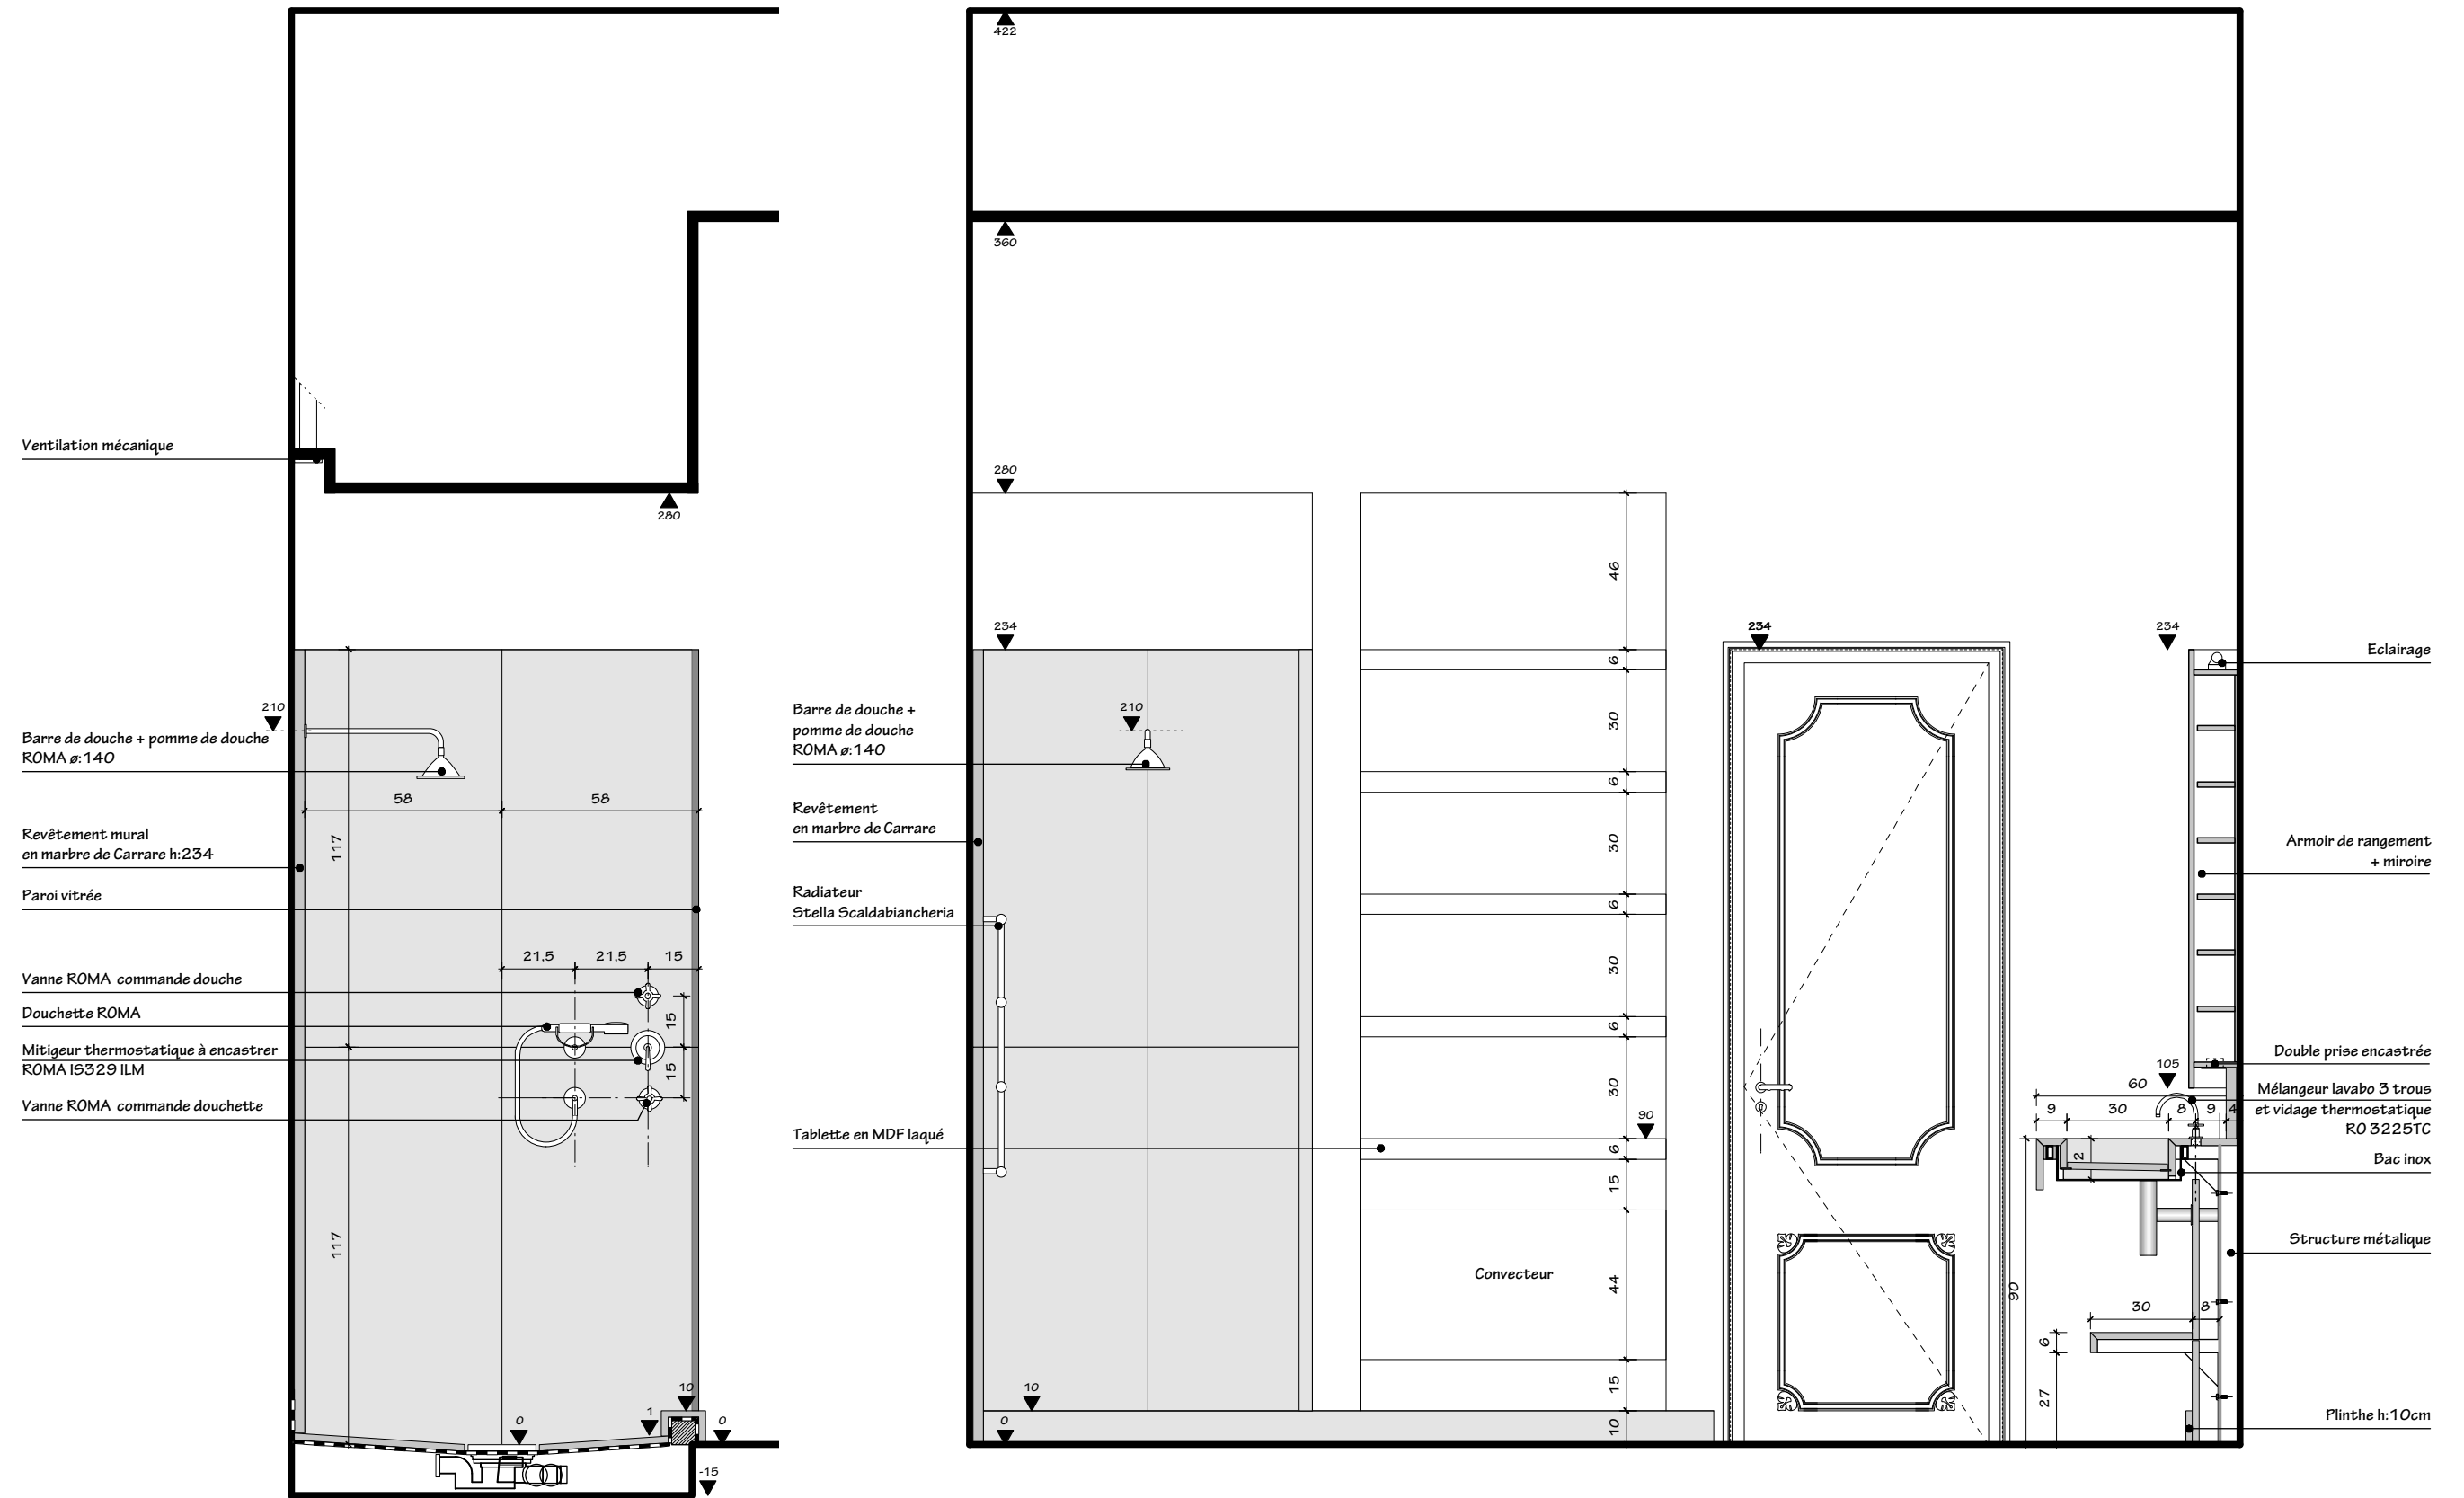 422
360
Ventilation mécanique
280
280
234
234
234
Eclairage
210
Barre de douche + pomme de douche
ROMA ø:140
Barre de douche +
pomme de douche
ROMA ø:140
210
58
58
117
Revêtement mural
en marbre de Carrare h:234
Revêtement
en marbre de Carrare
Armoir de rangement
+ miroire
Paroi vitrée
Radiateur
Stella Scaldabiancheria
21,5
21,5
15
Vanne ROMA commande douche
Douchette ROMA
15
Mitigeur thermostatique à encastrer
ROMA IS329 ILM
15
Vanne ROMA commande douchette
117
46
6
30
6
30
6
30
6
30
90
6
15
44
15
10
Tablette en MDF laqué
Convecteur
Double prise encastrée
105
60
Mélangeur lavabo 3 trous
et vidage thermostatique
RO 3225TC
9
30
8
9
4
2
Bac inox
Structure métalique
90
30
8
6
27
Plinthe h:10cm
10
1
0
0
-15
10
0